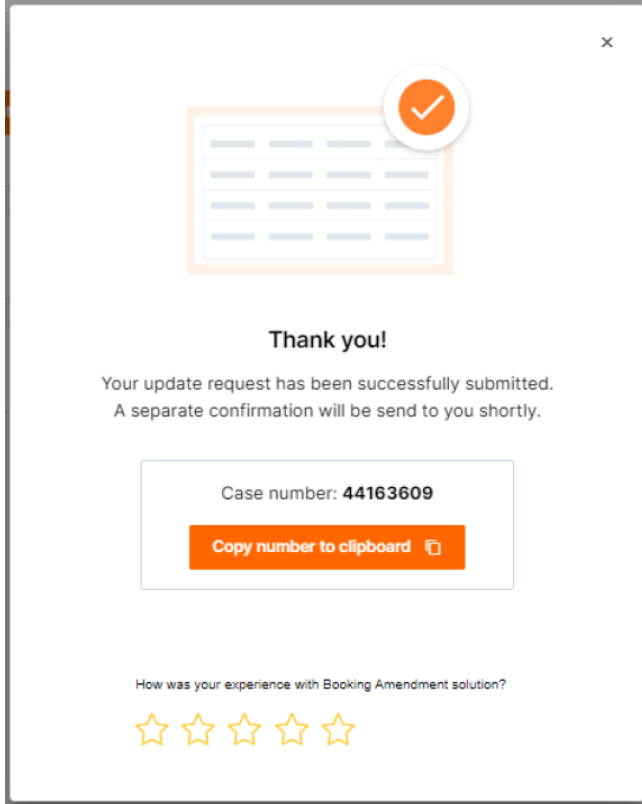 Thank you!
Your update request has been successfully submitted.
A separate confirmation will be send to you shortly.
Case number: 44163609
Copy number to clipboard
How was your experience with Booking Amendment solution?